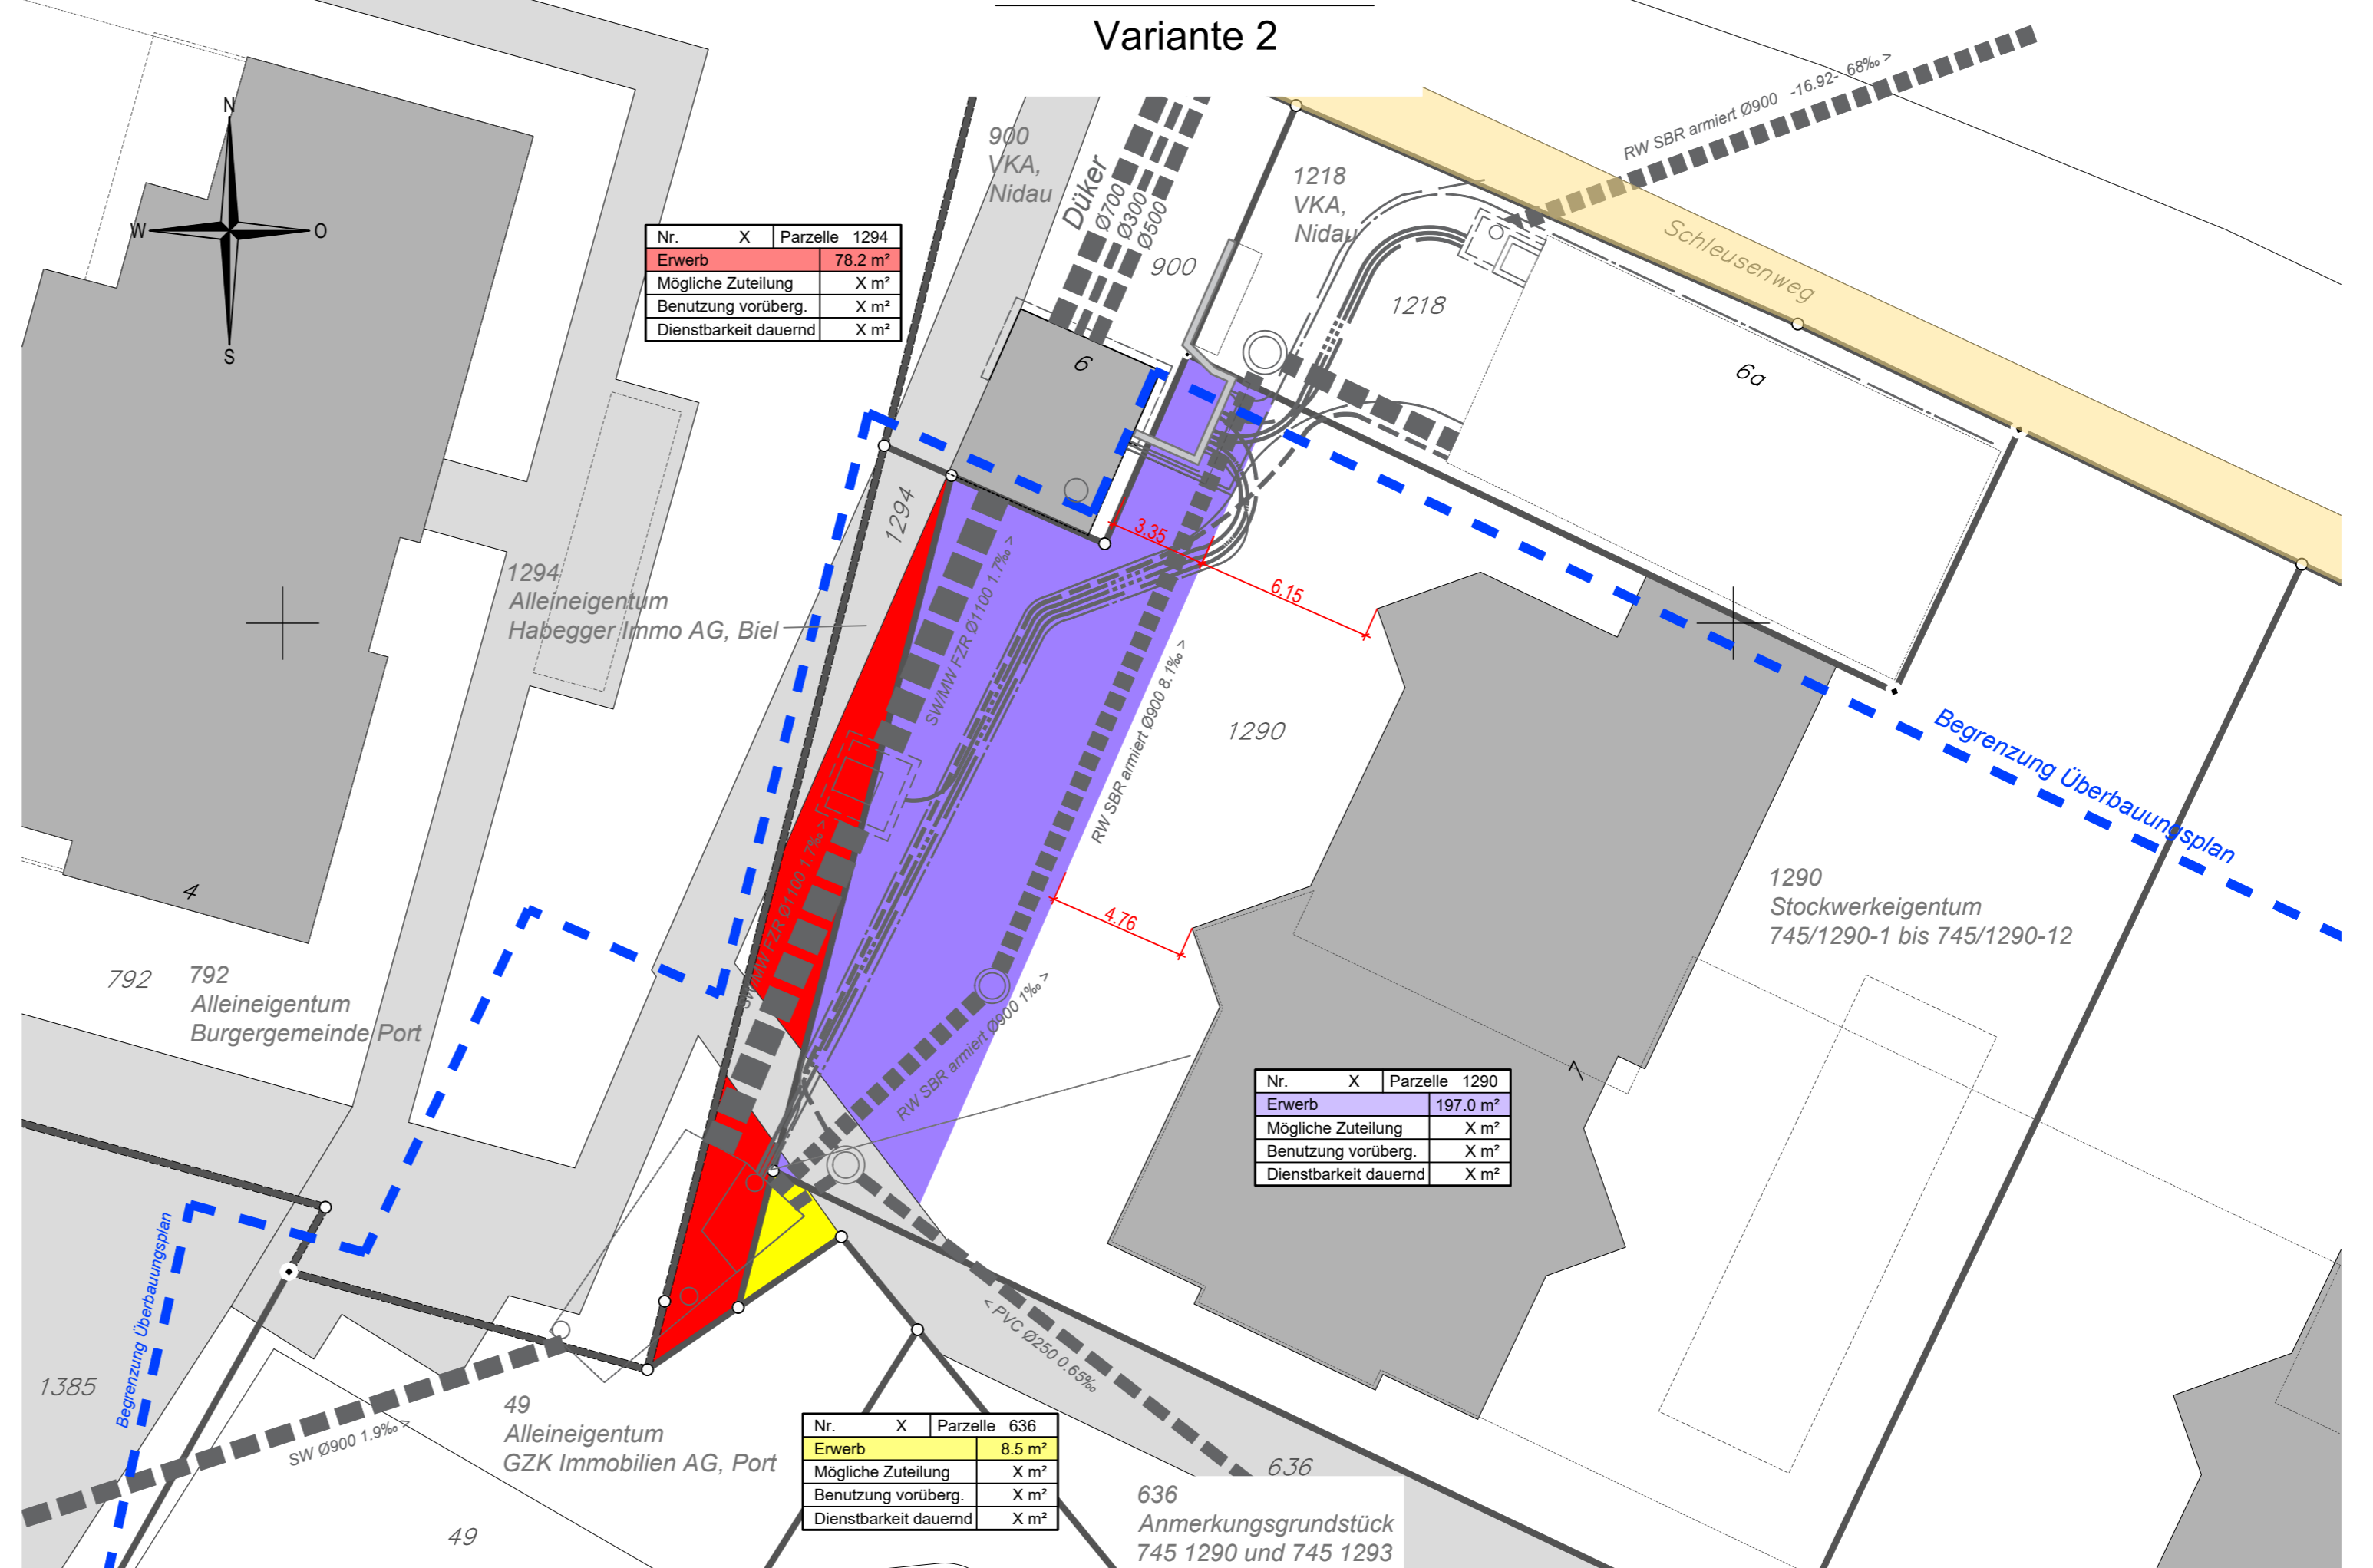 Variante 2
N
W
O
S
900
VKA,
Nidau
Düker
Ø700
Ø300
Ø500
900
1218
VKA,
Nidau
1218
RW SBR armiert Ø900 -16.92- 68‰ >
Schleusenweg
6a
6
Nr. X Parzelle 1294
Erwerb 78.2 m²
Mögliche Zuteilung X m²
Benutzung vorüberg. X m²
Dienstbarkeit dauernd X m²
1294
1294
Alleineigentum
Habegger Immo AG, Biel
SW/MW FZR Ø1100 1.7‰ >
SW/MW FZR Ø1100 1.7‰ >
3.35
6.15
4.76
RW SBR armiert Ø900 8.1‰ >
RW SBR armiert Ø900 1‰ >
1290
Begrenzung Überbauungsplan
1290
Stockwerkeigentum
745/1290-1 bis 745/1290-12
4
792
792
Alleineigentum
Burgergemeinde Port
7
Nr. X Parzelle 1290
Erwerb 197.0 m²
Mögliche Zuteilung X m²
Benutzung vorüberg. X m²
Dienstbarkeit dauernd X m²
Begrenzung Überbauungsplan
1385
SW Ø900 1.9‰ >
< PVC Ø250 0.65‰
49
Alleineigentum
GZK Immobilien AG, Port
49
Nr. X Parzelle 636
Erwerb 8.5 m²
Mögliche Zuteilung X m²
Benutzung vorüberg. X m²
Dienstbarkeit dauernd X m²
636
636
Anmerkungsgrundstück
745 1290 und 745 1293